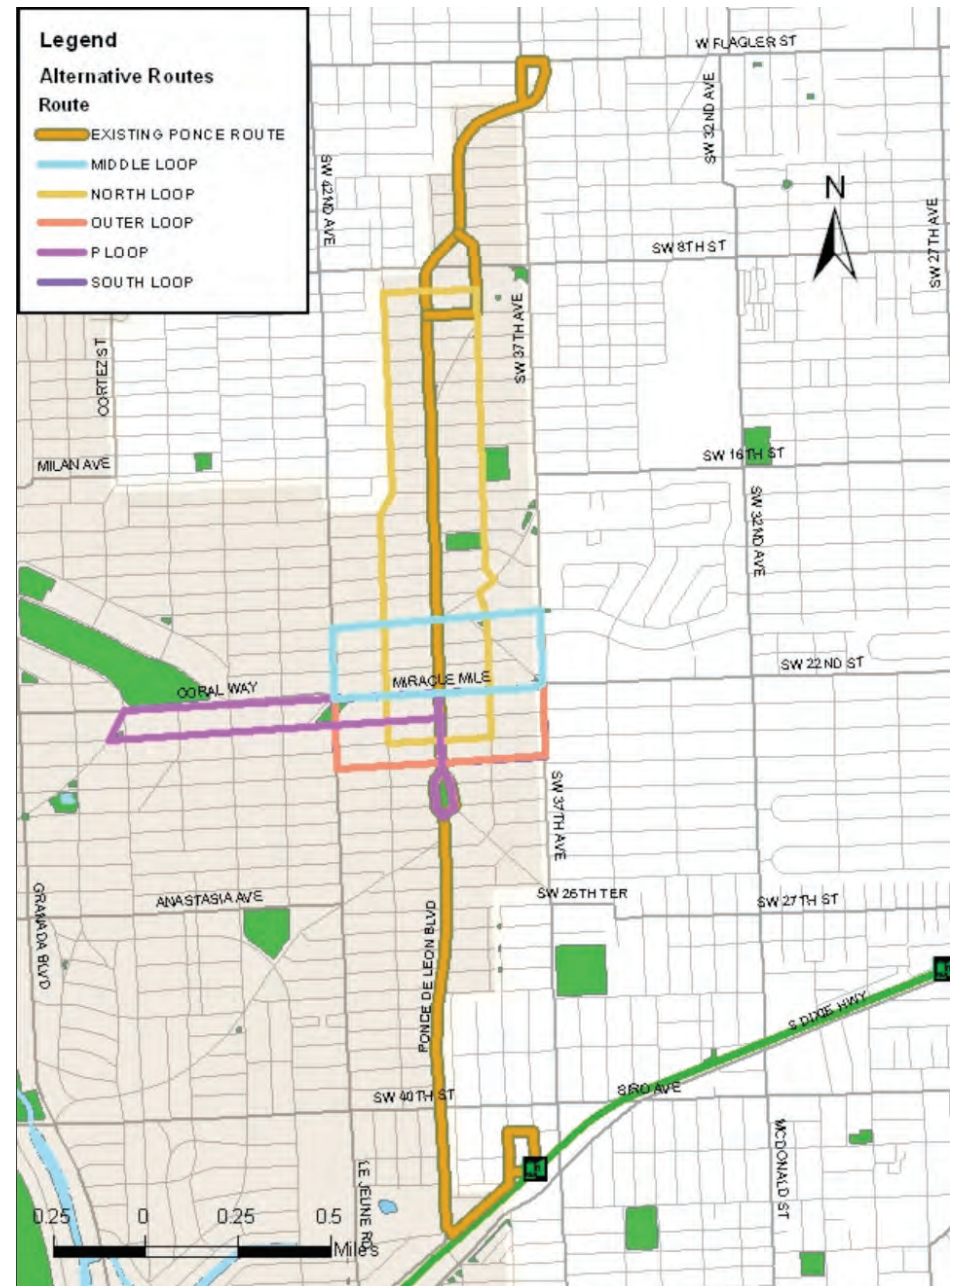 Legend
Alternative Routes
Route
EXISTING PONCE ROUTE
MIDDLE LOOP
NORTH LOOP
OUTER LOOP
P LOOP
SOUTH LOOP
W FLAGLER ST
SW 32ND AVE
SW 42ND AVE
N
SW 27TH AVE
SW 8TH ST
SW 37TH AVE
CORTEZ ST
MILAN AVE
SW 16TH ST
SW 32ND AVE
SW 22ND ST
MIRACLE MILE
CORAL WAY
SW 37TH AVE
SW 26TH TER
SW 27TH ST
ANASTASIA AVE
GRANADA BLVD
PONCE DE LEON BLVD
S DIXIE HWY
BIRD AVE
SW 40TH ST
MCDONALD ST
LE JEUNE RD
0.25 0 0.25 0.5
Miles